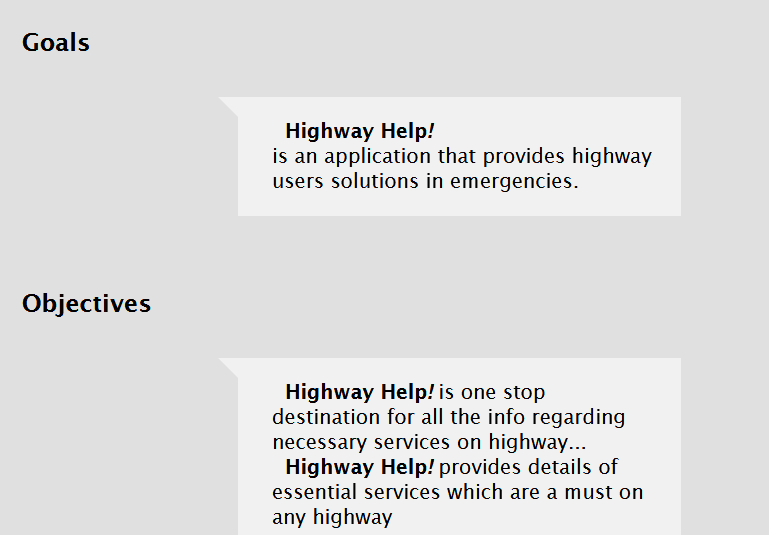 Goals
Highway Help!
is an application that provides highway
users solutions in emergencies.
Objectives
Highway Help! is one stop
destination for all the info regarding
necessary services on highway...
Highway Help! provides details of
essential services which are a must on
any highway